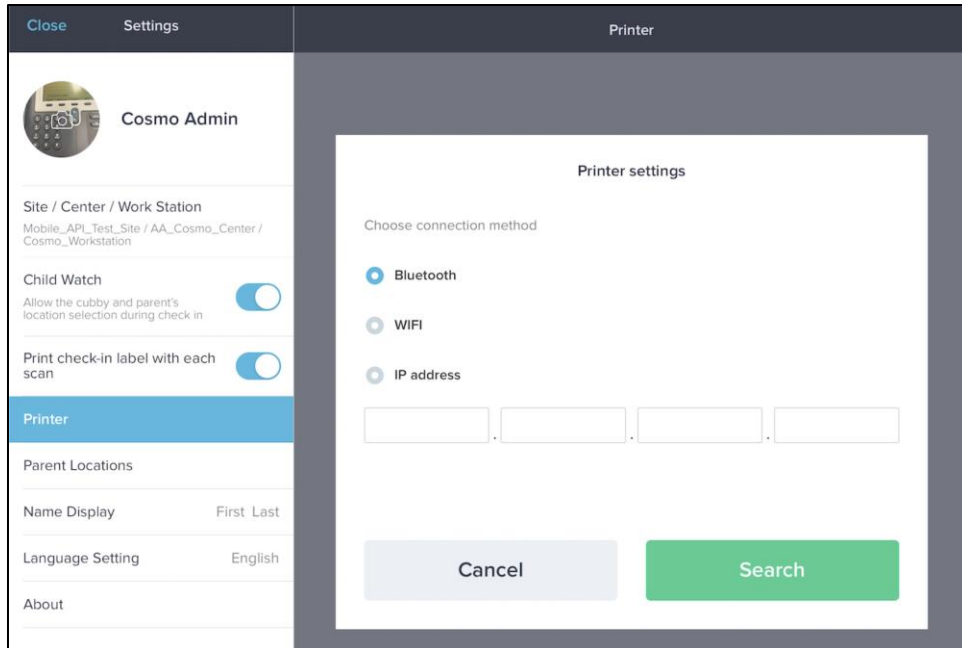 Close Settings
Printer
Cosmo Admin
Site / Center / Work Station
Mobile_API_Test_Site / AA_Cosmo_Center /
Cosmo_Workstation
Child Watch
Allow the cubby and parent's
location selection during check in
Print check-in label with each
scan
Printer
Parent Locations
Name Display First Last
Language Setting English
About
Printer settings
Choose connection method
Bluetooth
WIFI
IP address
. . .
Cancel Search